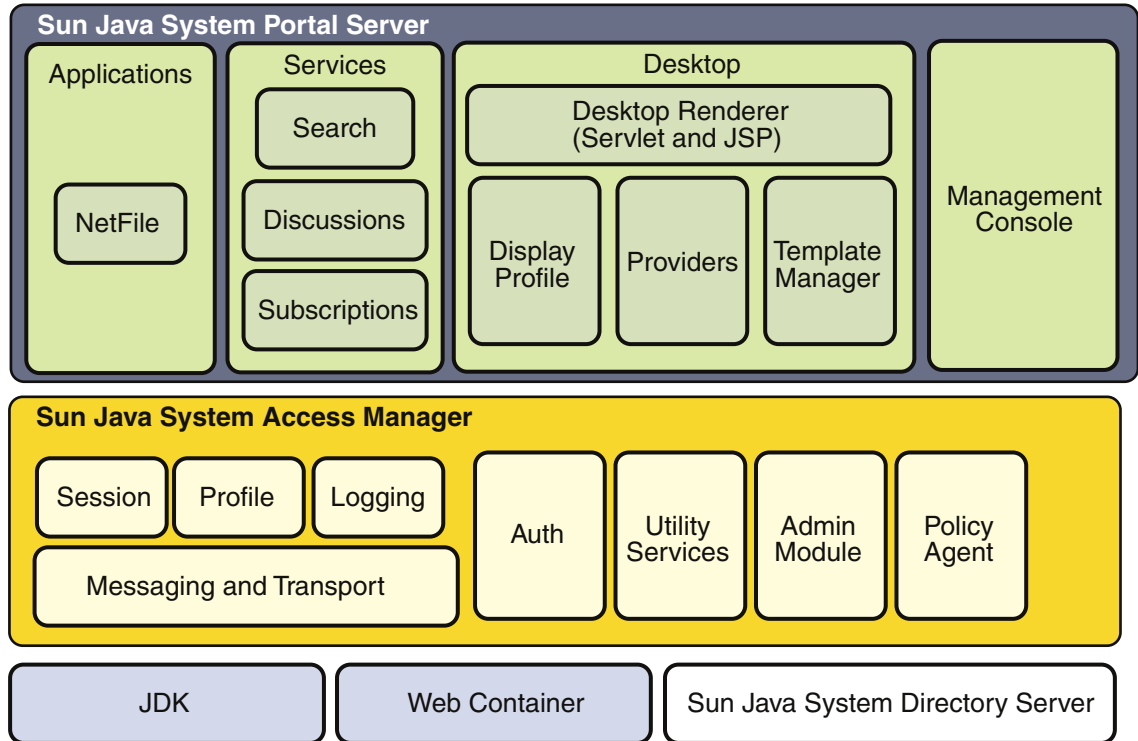 Sun Java System Portal Server
Applications
NetFile
Services
Search
Discussions
Subscriptions
Desktop
Desktop Renderer
(Servlet and JSP)
Display
Profile
Providers
Template
Manager
Management
Console
Sun Java System Access Manager
Session
Profile
Logging
Messaging and Transport
Auth
Utility
Services
Admin
Module
Policy
Agent
JDK
Web Container
Sun Java System Directory Server